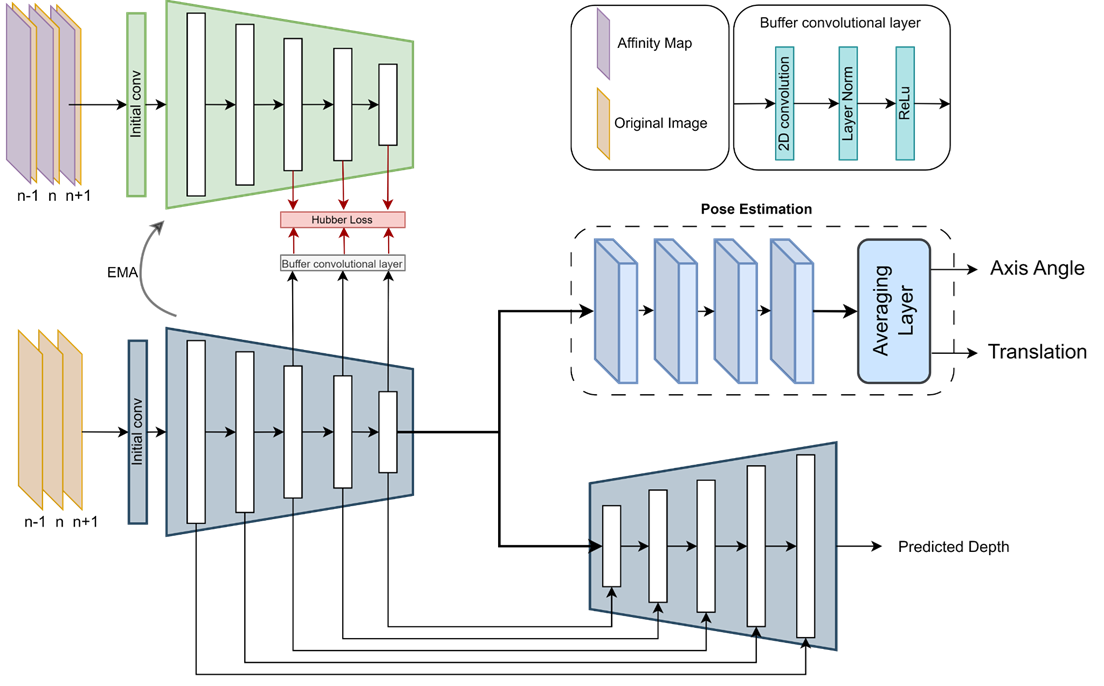 n-1 n n+1
Initial conv
Hubber Loss
Buffer convolutional layer
EMA
n-1 n n+1
Initial conv
Affinity Map
Original Image
Buffer convolutional layer
2D convolution
Layer Norm
ReLu
Pose Estimation
Averaging
Layer
Axis Angle
Translation
Predicted Depth